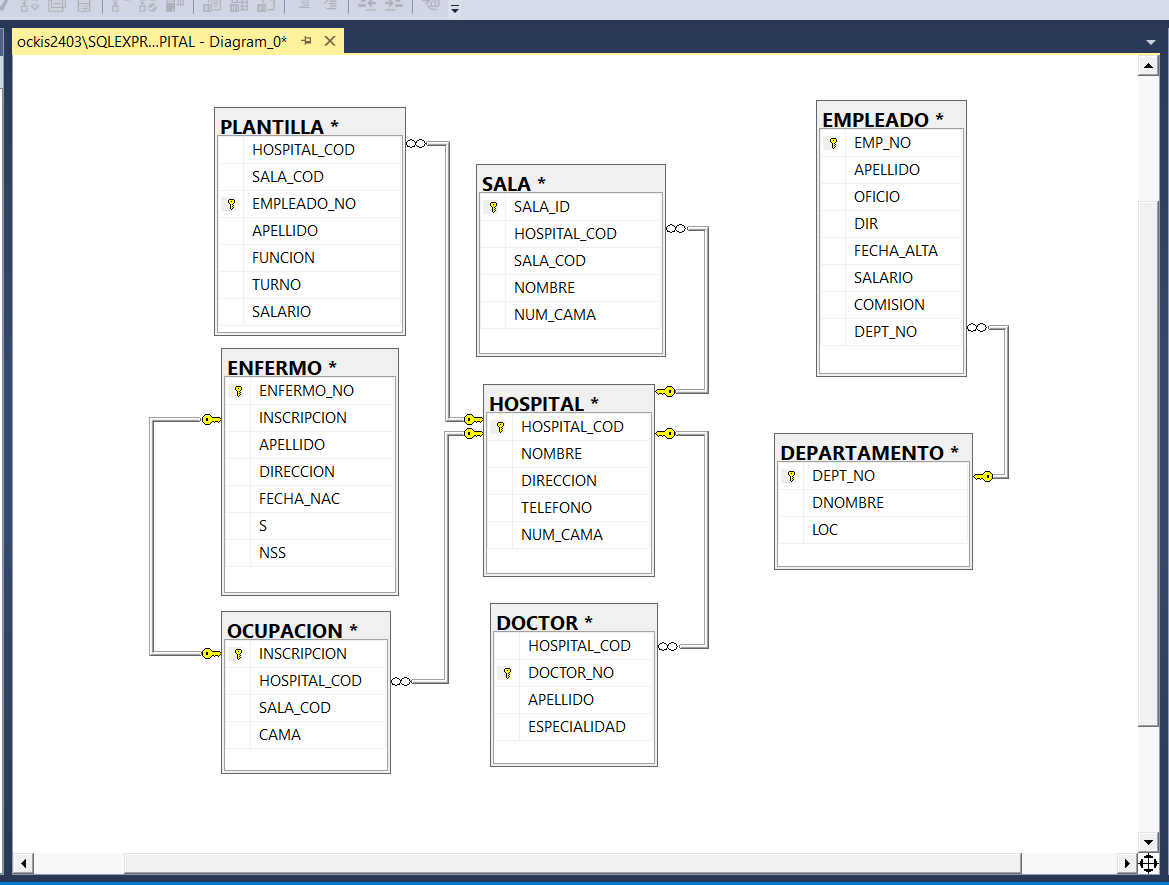 ockis2403\SQLEXPR...PITAL - Diagram_0*
PLANTILLA *
HOSPITAL_COD
SALA_COD
EMPLEADO_NO
APELLIDO
FUNCION
TURNO
SALARIO
SALA *
SALA_ID
HOSPITAL_COD
SALA_COD
NOMBRE
NUM_CAMA
EMPLEADO *
EMP_NO
APELLIDO
OFICIO
DIR
FECHA_ALTA
SALARIO
COMISION
DEPT_NO
ENFERMO *
ENFERMO_NO
INSCRIPCION
APELLIDO
DIRECCION
FECHA_NAC
S
NSS
HOSPITAL *
HOSPITAL_COD
NOMBRE
DIRECCION
TELEFONO
NUM_CAMA
DEPARTAMENTO *
DEPT_NO
DNOMBRE
LOC
OCUPACION *
INSCRIPCION
HOSPITAL_COD
SALA_COD
CAMA
DOCTOR *
HOSPITAL_COD
DOCTOR_NO
APELLIDO
ESPECIALIDAD